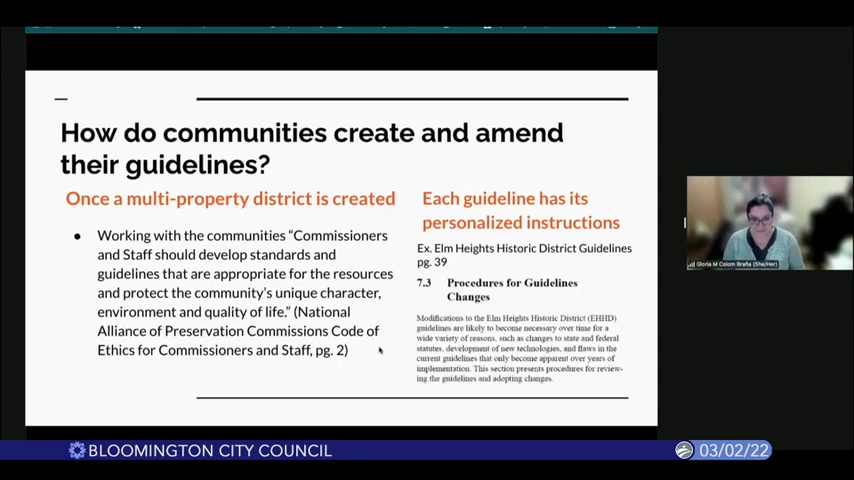 How do communities create and amend
their guidelines?
Once a multi-property district is created
● Working with the communities “Commissioners
and Staff should develop standards and
guidelines that are appropriate for the resources
and protect the community’s unique character,
environment and quality of life.” (National
Alliance of Preservation Commissions Code of
Ethics for Commissioners and Staff, pg. 2)
Each guideline has its
personalized instructions
Ex. Elm Heights Historic District Guidelines
pg. 39
7.3 Procedures for Guidelines
Changes
Modifications to the Elm Heights Historic District (EHHD)
guidelines are likely to become necessary over time for a
wide variety of reasons, such as changes to state and federal
statutes, development of new technologies, and flaws in the
current guidelines that only become apparent over years of
implementation. This section presents procedures for review-
ing the guidelines and adopting changes.
Gloria M Colom Braña (She/Her)
BLOOMINGTON CITY COUNCIL
03/02/22